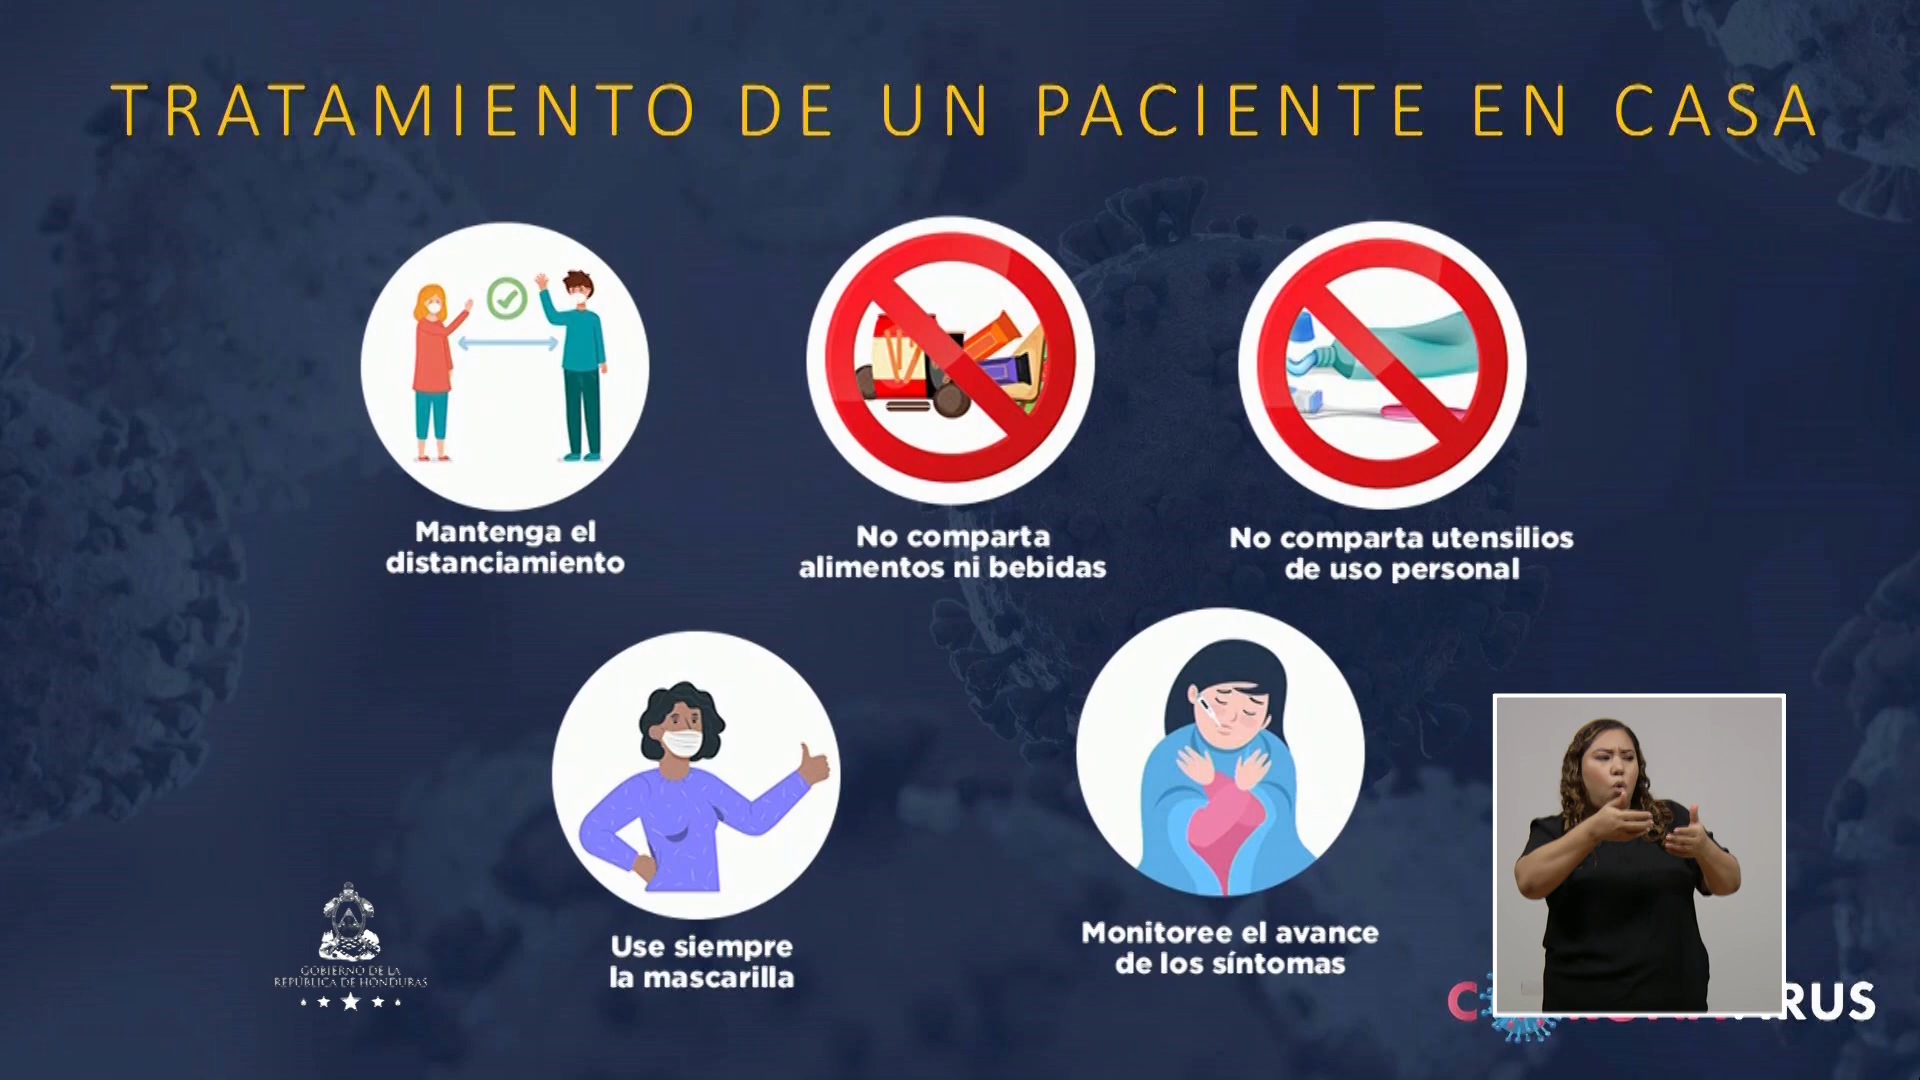 TRATAMIENTO DE UN PACIENTE EN CASA
Mantenga el
distanciamiento
No comparta
alimentos ni bebidas
No comparta utensilios
de uso personal
Use siempre
la mascarilla
Monitoree el avance
de los síntomas
GOBIERNO DE LA
REPÚBLICA DE HONDURAS